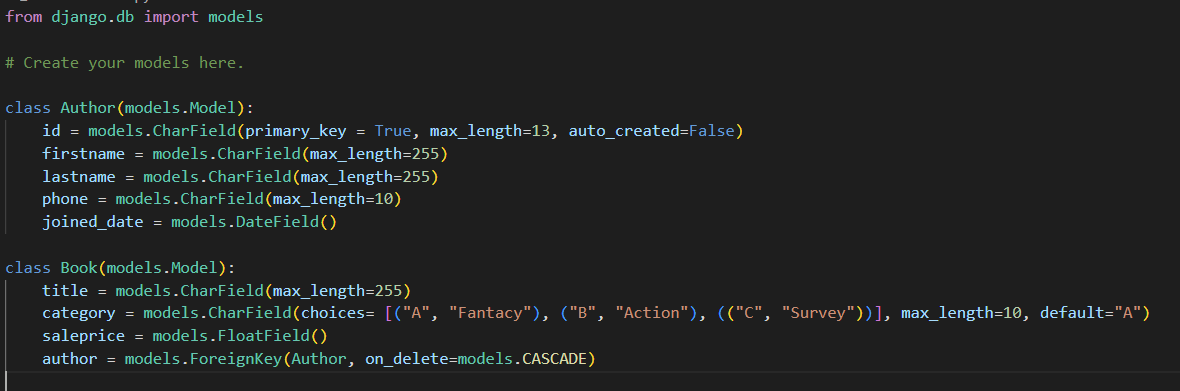 from django.db import models
# Create your models here.
class Author(models.Model):
    id = models.CharField(primary_key = True, max_length=13, auto_created=False)
    firstname = models.CharField(max_length=255)
    lastname = models.CharField(max_length=255)
    phone = models.CharField(max_length=10)
    joined_date = models.DateField()
class Book(models.Model):
    title = models.CharField(max_length=255)
    category = models.CharField(choices= [("A", "Fantacy"), ("B", "Action"), (("C", "Survey"))], max_length=10, default="A")
    saleprice = models.FloatField()
    author = models.ForeignKey(Author, on_delete=models.CASCADE)